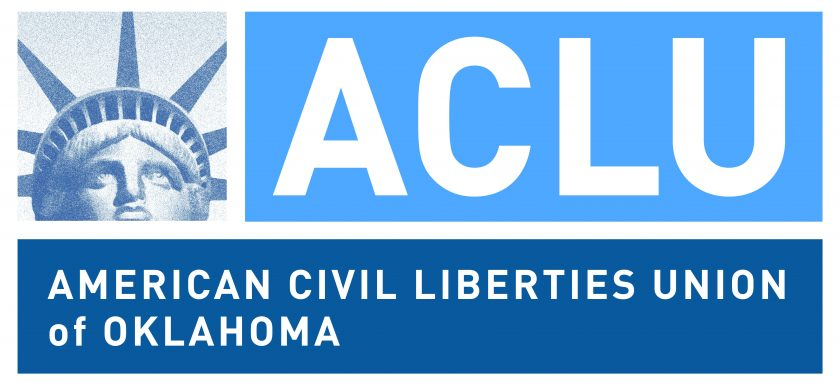 ACLU
AMERICAN CIVIL LIBERTIES UNION
of OKLAHOMA